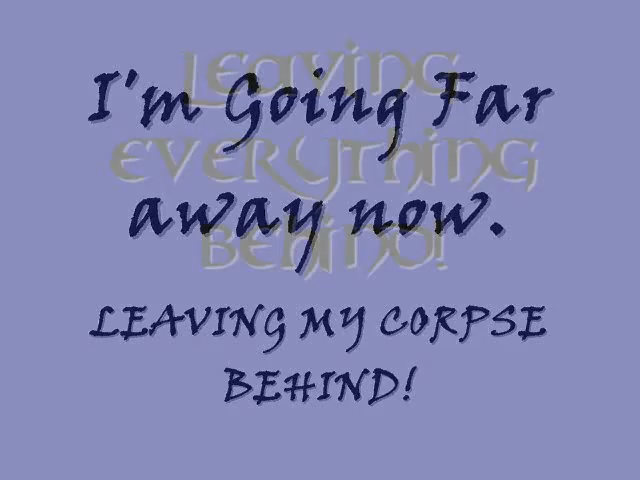 Leaving
I'm Going Far
Everything
away now.
Behind!
LEAVING MY CORPSE
BEHIND!